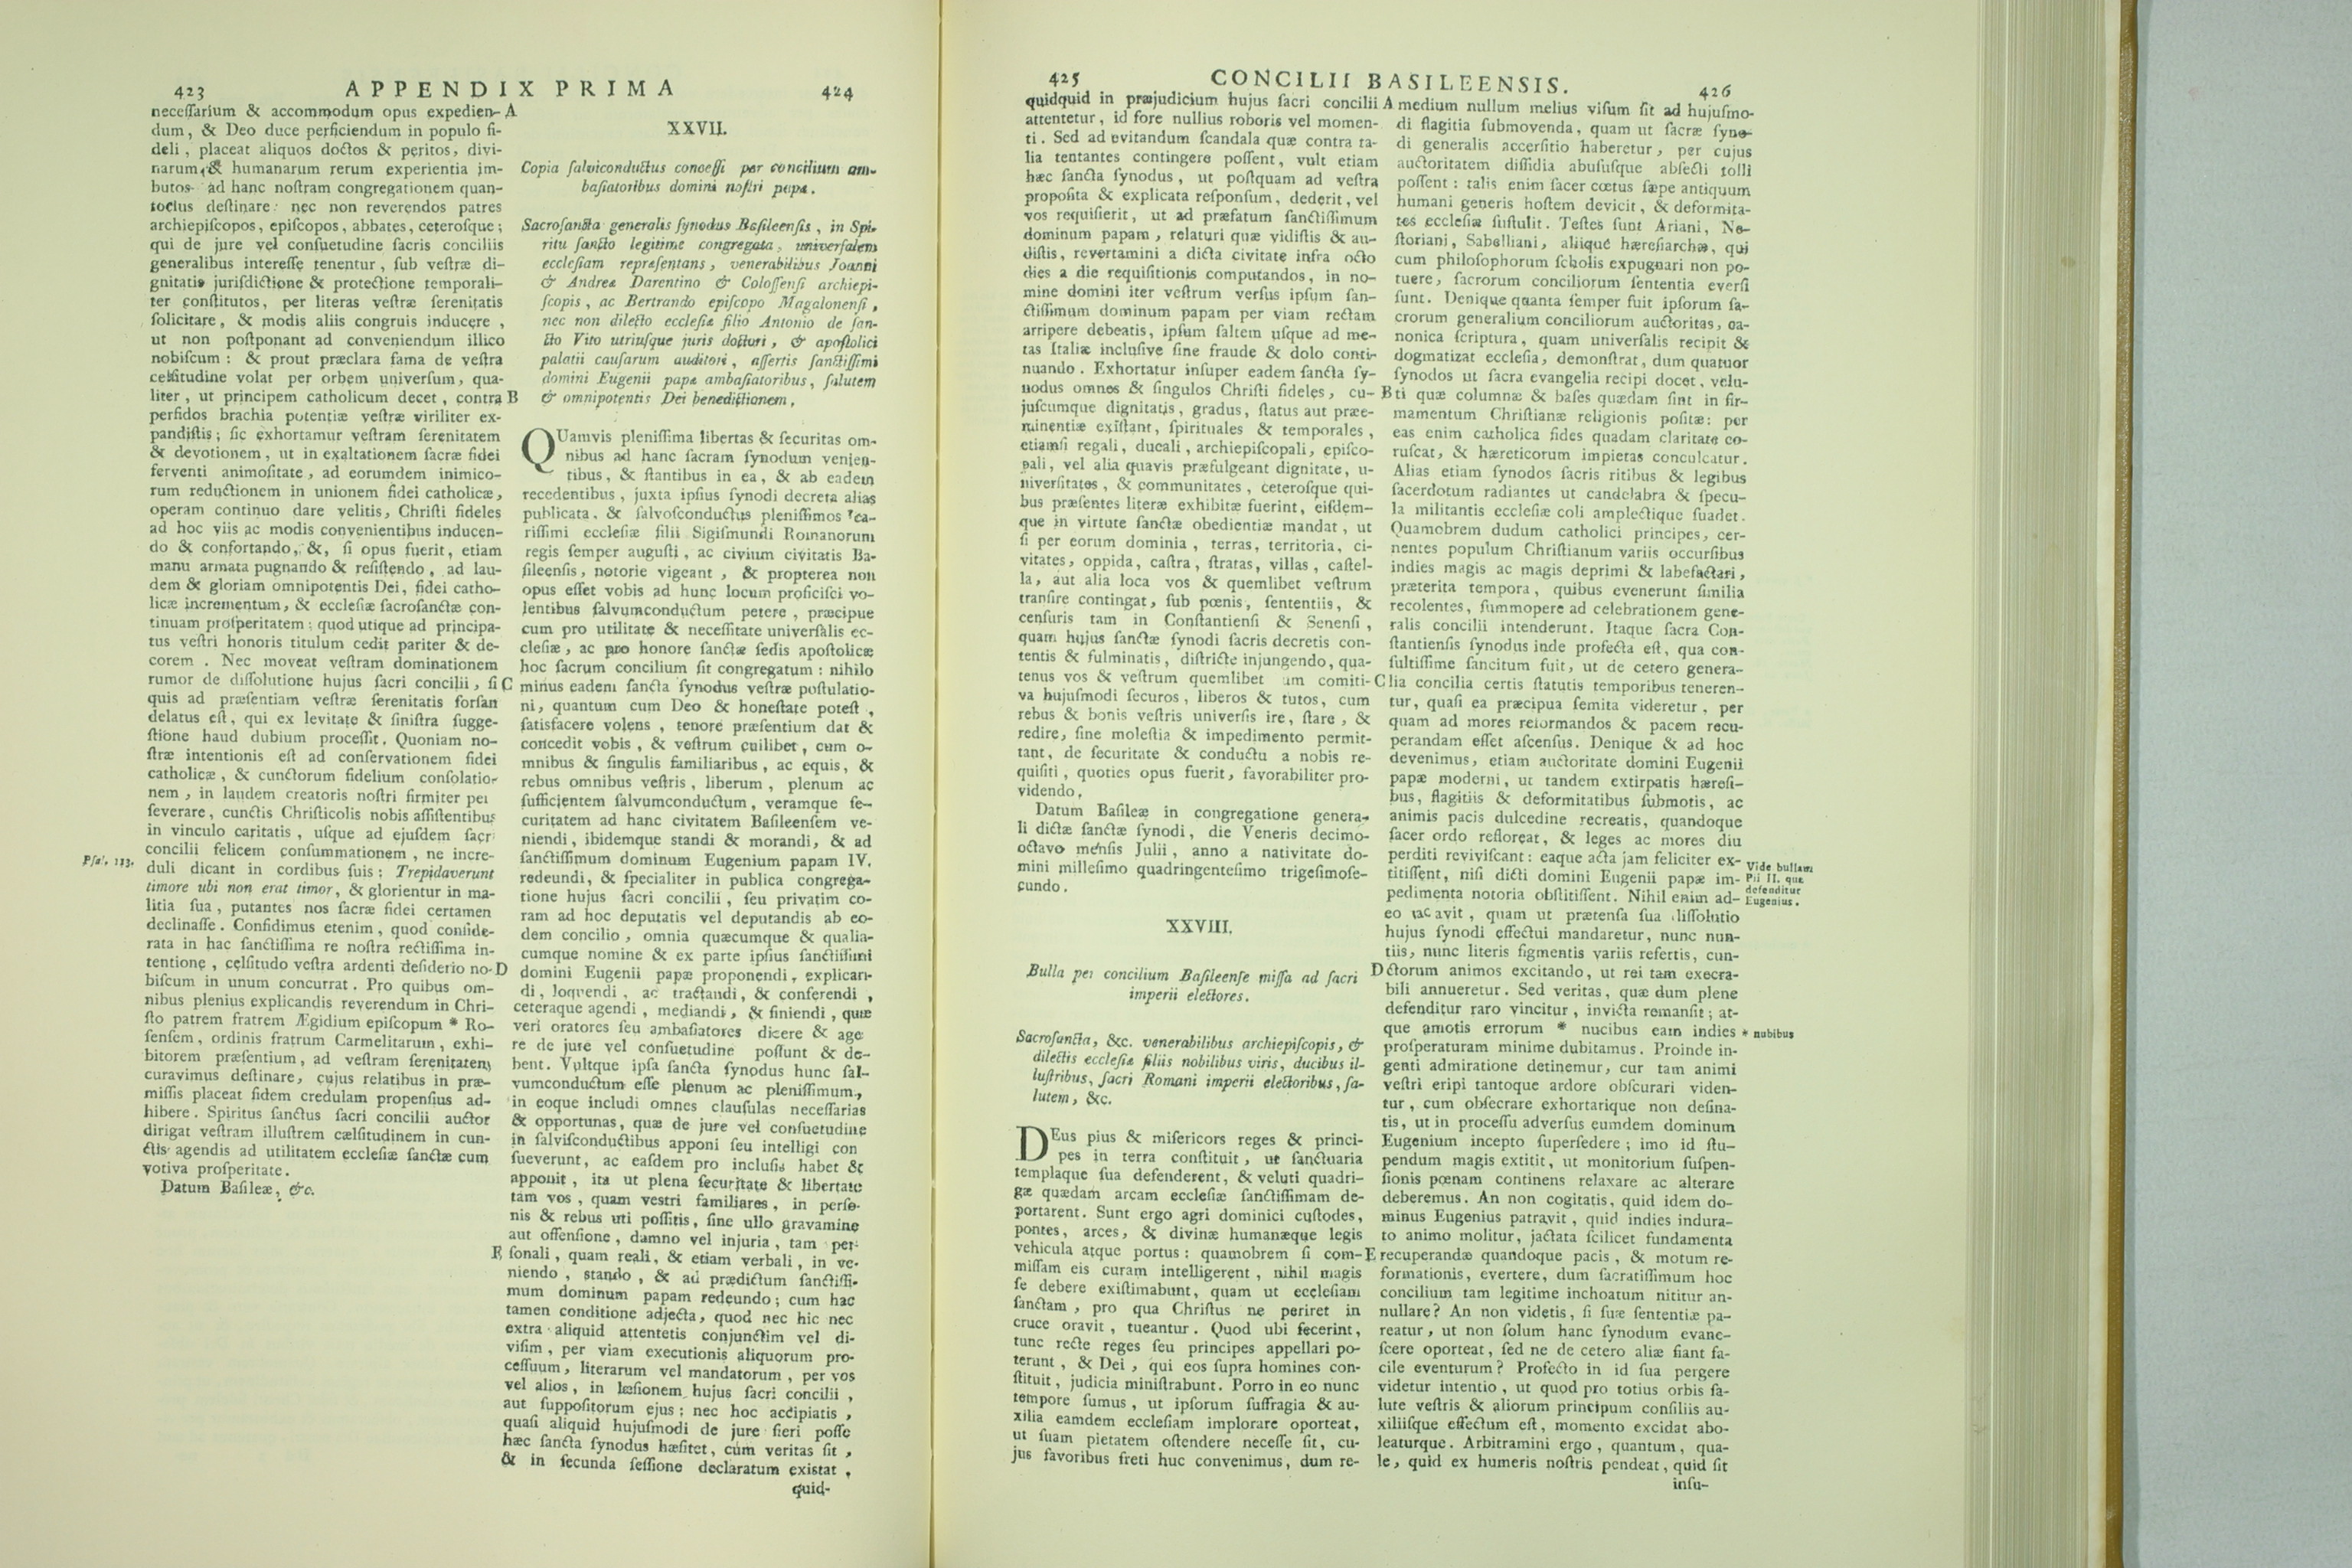 423 APPENDIX PRIMA 424
necessarium & accommodum opus expedien- A
dum, & Deo duce perficiendum in populo fi-
deli, placeat aliquos doctos & peritos, divi-
narum, & humanarum rerum experientia im-
butos ad hanc nostram congregationem quan-
tocius destinare: nec non reverendos patres
archiepiscopos, episcopos, abbates, ceterosque;
qui de jure vel consuetudine sacris conciliis
generalibus interesse tenentur, sub vestræ di-
gnitatis jurisdictione & protectione temporali-
ter constitutos, per literas vestræ serenitatis
solicitare, & modis aliis congruis inducere,
ut non postponant ad conveniendum illico
nobiscum: & prout præclara fama de vestra
celsitudine volat per orbem universum, qua-
liter, ut principem catholicum decet, contra B
perfidos brachia potentiæ vestræ viriliter ex-
pandistis; sic exhortamur vestram serenitatem
& devotionem, ut in exaltationem sacræ fidei
ferventi animositate, ad eorumdem inimico-
rum reductionem in unionem fidei catholicæ,
operam continuo dare velitis, Christi fideles
ad hoc viis ac modis convenientibus inducen-
do & confortando, &, si opus fuerit, etiam
manu armata pugnando & resistendo, ad lau-
dem & gloriam omnipotentis Dei, fidei catho-
licæ incrementum, & ecclesiæ sacrosanctæ con-
tinuam prosperitatem: quod utique ad principa-
tus vestri honoris titulum cedit pariter & de-
corem. Nec moveat vestram dominationem
rumor de dissolutione hujus sacri concilii, si C
quis ad præsentiam vestræ serenitatis forsan
delatus est, qui ex levitate & sinistra sugge-
stione haud dubium processit. Quoniam no-
stræ intentionis est ad conservationem fidei
catholicæ, & cunctorum fidelium consolatio-
nem, in laudem creatoris nostri firmiter per
severare, cunctis Christicolis nobis assistentibus
in vinculo caritatis, usque ad ejusdem sacri
concilii felicem consummationem, ne incre-
Psal. 113. duli dicant in cordibus suis: Trepidaverunt
timore ubi non erat timor, & glorientur in ma-
litia sua, putantes nos sacræ fidei certamen
declinasse. Confidimus etenim, quod conside-
rata in hac sanctissima re nostra rectissima in-
tentione, celsitudo vestra ardenti desiderio no- D
biscum in unum concurrat. Pro quibus om-
nibus plenius explicandis reverendum in Chri-
sto patrem fratrem Ægidium episcopum * Ro-
sensem, ordinis fratrum Carmelitarum, exhi-
bitorem præsentium, ad vestram serenitatem
curavimus destinare, cujus relatibus in præ-
missis placeat fidem credulam propensius ad-
hibere. Spiritus sanctus sacri concilii auctor
dirigat vestram illustrem cælsitudinem in cun-
ctis agendis ad utilitatem ecclesiæ sanctæ cum
votiva prosperitate.
Datum Basileæ, &c.
XXVII.
Copia salviconductus concessi per concilium am-
basiatoribus domini nostri papæ.
Sacrosancta generalis synodus Basileensis, in Spi-
ritu sancto legitime congregata, universalem
ecclesiam repræsentans, venerabilibus Joanni
& Andreæ Darentino & Colossensi archiepi-
scopis, ac Bertrando episcopo Magalonensi,
nec non dilecto ecclesiæ filio Antonio de san-
cto Vito utriusque juris doctori, & apostolici
palatii causarum auditori, assertis sanctissimi
domini Eugenii papæ ambasiatoribus, salutem
& omnipotentis Dei benedictionem.
QUamvis plenissima libertas & securitas om-
nibus ad hanc sacram synodum venien-
tibus, & stantibus in ea, & ab eadem
recedentibus, juxta ipsius synodi decreta alias
publicata, & salvosconductus plenissimos ca-
rissimi ecclesiæ filii Sigismundi Romanorum
regis semper augusti, ac civium civitatis Ba-
sileensis, notorie vigeant, & propterea non
opus esset vobis ad hunc locum proficisci vo-
lentibus salvumconductum petere, præcipue
cum pro utilitate & necessitate universalis ec-
clesiæ, ac pro honore sanctæ sedis apostolicæ
hoc sacrum concilium sit congregatum: nihilo
minus eadem sancta synodus vestræ postulatio-
ni, quantum cum Deo & honestate potest,
satisfacere volens, tenore præsentium dat &
concedit vobis, & vestrum cuilibet, cum o-
mnibus & singulis familiaribus, ac equis, &
rebus omnibus vestris, liberum, plenum ac
sufficientem salvumconductum, veramque se-
curitatem ad hanc civitatem Basileensem ve-
niendi, ibidemque standi & morandi, & ad
sanctissimum dominum Eugenium papam IV.
redeundi, & specialiter in publica congrega-
tione hujus sacri concilii, seu privatim co-
ram ad hoc deputatis vel deputandis ab eo-
dem concilio, omnia quæcumque & qualia-
cumque nomine & ex parte ipsius sanctissimi
domini Eugenii papæ proponendi, explican-
di, loquendi, ac tractandi, & conferendi,
ceteraque agendi, mediandi, & finiendi, quæ
veri oratores seu ambasiatores dicere & age
re de jure vel consuetudine possunt & de-
bent. Vultque ipsa sancta synodus hunc sal-
vumconductum esse plenum ac plenissimum,
in eoque includi omnes clausulas necessarias
& opportunas, quæ de jure vel consuetudine
in salvisconductibus apponi seu intelligi con
sueverunt, ac easdem pro inclusis habet &
apponit, ita ut plena securitate & libertate
tam vos, quam vestri familiares, in perso-
nis & rebus uti possitis, sine ullo gravamine
aut offensione, damno vel injuria, tam per-
E sonali, quam reali, & etiam verbali, in ve-
niendo, stando, & ad prædictum sanctissi-
mum dominum papam redeundo; cum hac
tamen conditione adjecta, quod nec hic nec
extra aliquid attentetis conjunctim vel di-
visim, per viam executionis aliquorum pro-
cessuum, literarum vel mandatorum, per vos
vel alios, in læsionem hujus sacri concilii,
aut suppositorum ejus; nec hoc accipiatis,
quasi aliquid hujusmodi de jure fieri posse
hæc sancta synodus hæsitet, cum veritas sit,
& in secunda sessione declaratum existat,
quid-
425 CONCILII BASILEENSIS. 426
quidquid in præjudicium hujus sacri concilii A
attentetur, id fore nullius roboris vel momen-
ti. Sed ad evitandum scandala quæ contra ta-
lia tentantes contingere possent, vult etiam
hæc sancta synodus, ut postquam ad vestra
proposita & explicata responsum, dederit, vel
vos requisierit, ut ad præfatum sanctissimum
dominum papam, relaturi quæ vidistis & au-
distis, revertamini a dicta civitate infra octo
dies a die requisitionis computandos, in no-
mine domini iter vestrum versus ipsum san-
ctissimum dominum papam per viam rectam
arripere debeatis, ipsum saltem usque ad me-
tas Italiæ inclusive sine fraude & dolo conti-
nuando. Exhortatur insuper eadem sancta sy-
nodus omnes & singulos Christi fideles, cu- B
juscumque dignitatis, gradus, status aut præe-
minentiæ existant, spirituales & temporales,
etiamsi regali, ducali, archiepiscopali, episco-
pali, vel alia quavis præfulgeant dignitate, u-
niversitates, & communitates, ceterosque qui-
bus præsentes literæ exhibitæ fuerint, eisdem-
que in virtute sanctæ obedientiæ mandat, ut
si per eorum dominia, terras, territoria, ci-
vitates, oppida, castra, stratas, villas, castel-
la, aut alia loca vos & quemlibet vestrum
transire contingat, sub pœnis, sententiis, &
censuris tam in Constantiensi & Senensi,
quam hujus sanctæ synodi sacris decretis con-
tentis & fulminatis, districte injungendo, qua-
tenus vos & vestrum quemlibet um comiti- C
va hujusmodi securos, liberos & tutos, cum
rebus & bonis vestris universis ire, stare, &
redire, sine molestia & impedimento permit-
tant, de securitate & conductu a nobis re-
quisiti, quoties opus fuerit, favorabiliter pro-
videndo.
Datum Basileæ in congregatione genera-
li dictæ sanctæ synodi, die Veneris decimo-
octavo mensis Julii, anno a nativitate do-
mini millesimo quadringentesimo trigesimose-
cundo.
XXVIII.
Bulla per concilium Basileense missa ad sacri D
imperii electores.
Sacrosancta, &c. venerabilibus archiepiscopis, &
dilectis ecclesiæ filiis nobilibus viris, ducibus il-
lustribus, sacri Romani imperii electoribus, sa-
lutem, &c.
DEus pius & misericors reges & princi-
pes in terra constituit, ut sanctuaria
templaque sua defenderent, & veluti quadri-
gæ quædam arcam ecclesiæ sanctissimam de-
portarent. Sunt ergo agri dominici custodes,
pontes, arces, & divinæ humanæque legis
vehicula atque portus: quamobrem si com- E
missam eis curam intelligerent, nihil magis
se debere existimabunt, quam ut ecclesiam
sanctam, pro qua Christus ne periret in
cruce oravit, tueantur. Quod ubi fecerint,
tunc recte reges seu principes appellari po-
terunt, & Dei, qui eos supra homines con-
stituit, judicia ministrabunt. Porro in eo nunc
tempore sumus, ut ipsorum suffragia & au-
xilia eamdem ecclesiam implorare oporteat,
ut suam pietatem ostendere necesse sit, cu-
jus favoribus freti huc convenimus, dum re-
medium nullum melius visum sit ad hujusmo-
di flagitia submovenda, quam ut sacræ syno-
di generalis accersitio haberetur, per cujus
auctoritatem dissidia abususque abjecti tolli
possent: talis enim sacer cœtus sæpe antiquum
humani generis hostem devicit, & deformita-
tes ecclesiæ sustulit. Testes sunt Ariani, Ne-
storiani, Sabelliani, aliique hæresiarchæ, qui
cum philosophorum scholis expugnari non po-
tuere, sacrorum conciliorum sententia eversi
sunt. Denique quanta semper fuit ipsorum sa-
crorum generalium conciliorum auctoritas, ca-
nonica scriptura, quam universalis recipit &
dogmatizat ecclesia, demonstrat, dum quatuor
synodos ut sacra evangelia recipi docet, velu-
ti quæ columnæ & bases quædam sint in fir-
mamentum Christianæ religionis positæ: per
eas enim catholica fides quadam claritate co-
ruscat, & hæreticorum impietas conculcatur.
Alias etiam synodos sacris ritibus & legibus
sacerdotum radiantes ut candelabra & specu-
la militantis ecclesiæ coli amplectique suadet.
Quamobrem dudum catholici principes, cer-
nentes populum Christianum variis occursibus
indies magis ac magis deprimi & labefactari,
præterita tempora, quibus evenerunt similia
recolentes, summopere ad celebrationem gene-
ralis concilii intenderunt. Itaque sacra Con-
stantiensis synodus inde profecta est, qua con-
sultissime sancitum fuit, ut de cetero genera-
lia concilia certis statutis temporibus teneren-
tur, quasi ea præcipua semita videretur, per
quam ad mores reformandos & pacem recu-
perandam esset ascensus. Denique & ad hoc
devenimus, etiam auctoritate domini Eugenii
papæ moderni, ut tandem extirpatis hæresi-
bus, flagitiis & deformitatibus submotis, ac
animis pacis dulcedine recreatis, quandoque
sacer ordo refloreat, & leges ac mores diu
perditi reviviscant: eaque acta jam feliciter ex-
titissent, nisi dicti domini Eugenii papæ im-
pedimenta notoria obstitissent. Nihil enim ad-
Vide bullam
Pii II. qua
defenditur
Eugenius.
eo vacavit, quam ut prætensa sua dissolutio
hujus synodi effectui mandaretur, nunc nun-
tiis, nunc literis figmentis variis refertis, cun-
ctorum animos excitando, ut rei tam execra-
bili annueretur. Sed veritas, quæ dum plene
defenditur raro vincitur, invicta remansit; at-
que amotis errorum * nucibus eam indies * nubibus
prosperaturam minime dubitamus. Proinde in-
genti admiratione detinemur, cur tam animi
vestri eripi tantoque ardore obscurari viden-
tur, cum obsecrare exhortarique non desina-
tis, ut in processu adversus eumdem dominum
Eugenium incepto supersedere; imo id stu-
pendum magis extitit, ut monitorium suspen-
sionis pœnam continens relaxare ac alterare
deberemus. An non cogitatis, quid idem do-
minus Eugenius patravit, quid indies indura-
to animo molitur, jactata scilicet fundamenta
recuperandæ quandoque pacis, & motum re-
formationis, evertere, dum sacratissimum hoc
concilium tam legitime inchoatum nititur an-
nullare? An non videtis, si suæ sententiæ pa-
reatur, ut non solum hanc synodum evane-
scere oporteat, sed ne de cetero aliæ fiant fa-
cile eventurum? Profecto in id sua pergere
videtur intentio, ut quod pro totius orbis sa-
lute vestris & aliorum principum consiliis au-
xiliisque effectum est, momento excidat abo-
leaturque. Arbitramini ergo, quantum, qua-
le, quid ex humeris nostris pendeat, quid sit
insu-